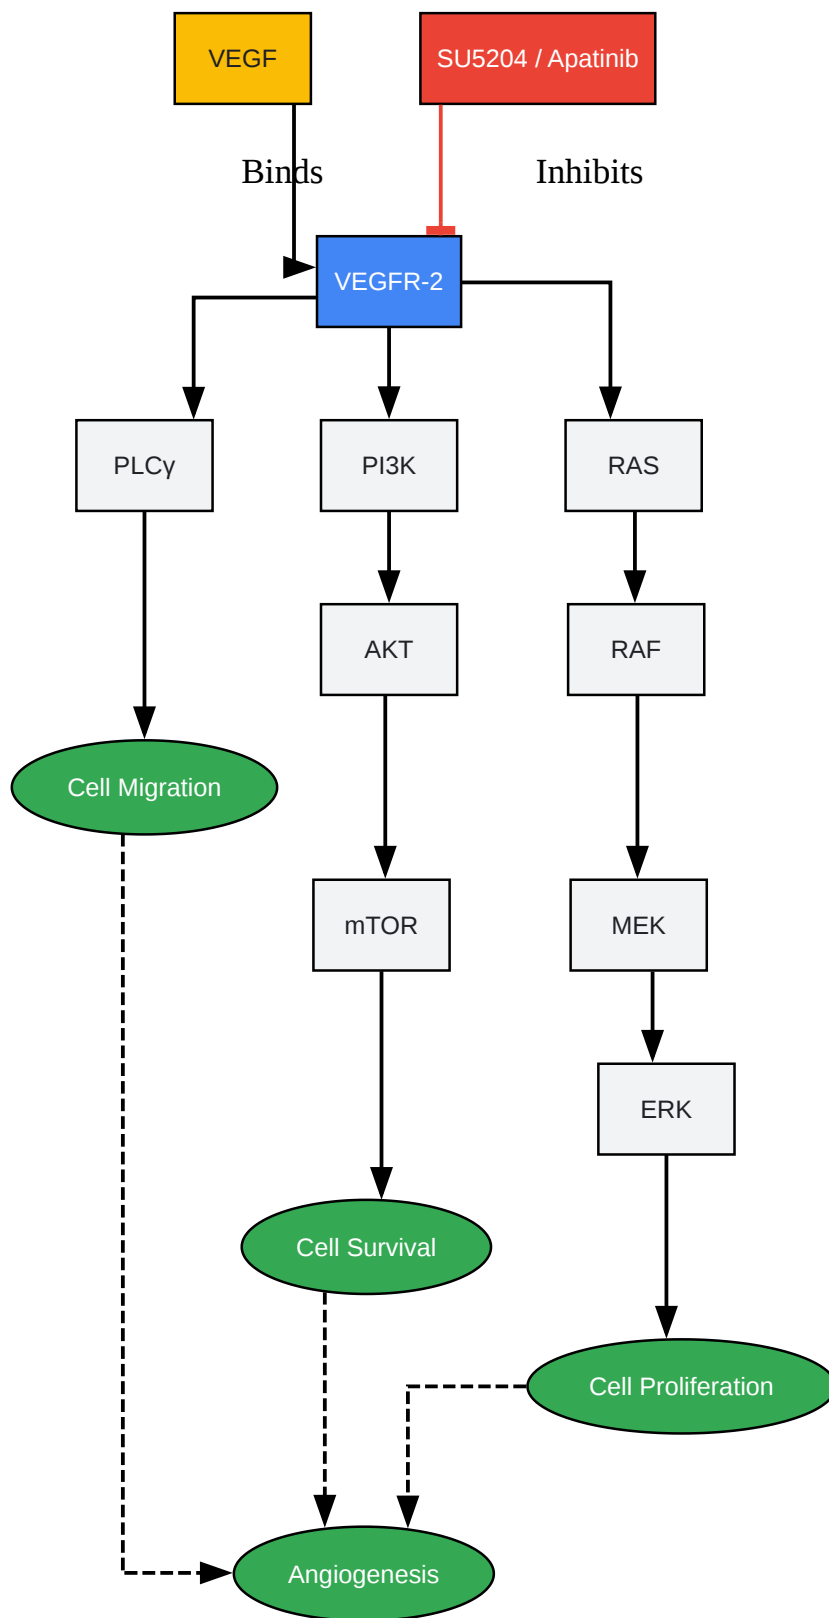 VEGF
SU5204 / Apatinib
Binds
Inhibits
VEGFR-2
PLCγ
PI3K
RAS
AKT
RAF
Cell Migration
mTOR
MEK
ERK
Cell Survival
Cell Proliferation
Angiogenesis